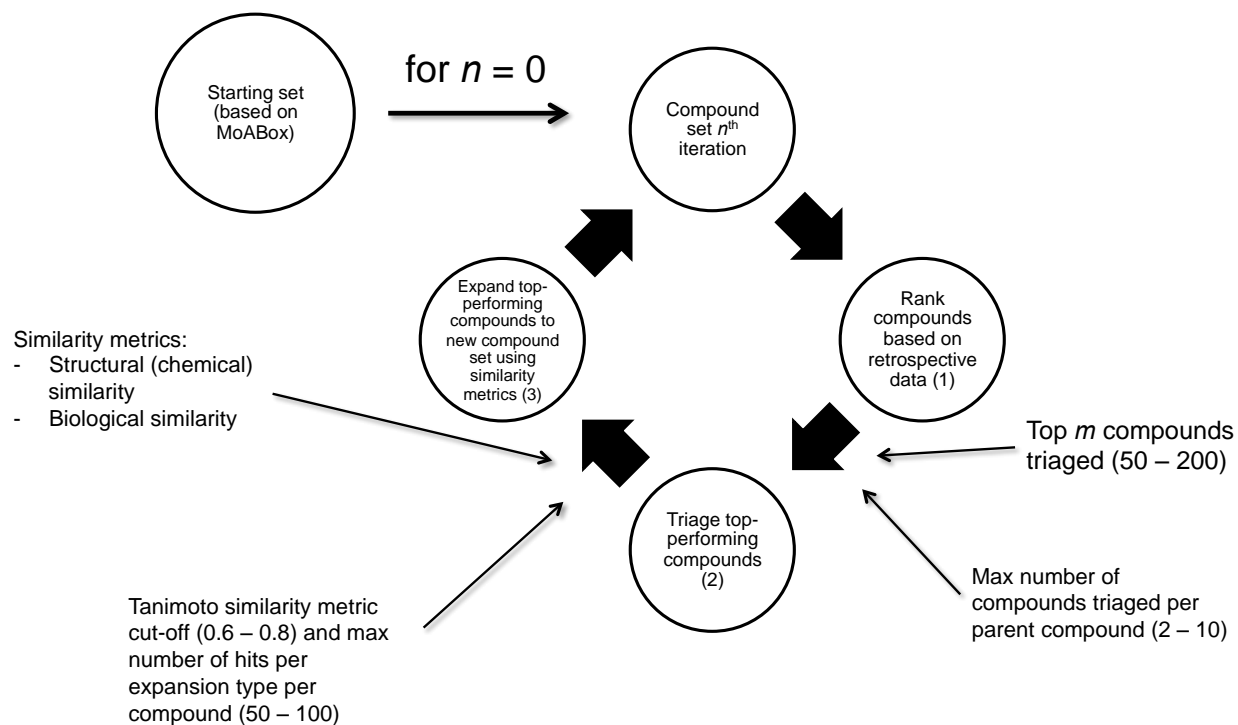 Starting set
(based on
MoABox)
for n = 0
Compound
set nth
iteration
Rank
compounds
based on
retrospective
data (1)
Top m compounds
triaged (50 – 200)
Max number of
compounds triaged per
parent compound (2 – 10)
Triage top-
performing
compounds
(2)
Tanimoto similarity metric
cut-off (0.6 – 0.8) and max
number of hits per
expansion type per
compound (50 – 100)
Similarity metrics:
- Structural (chemical)
similarity
- Biological similarity
Expand top-
performing
compounds to
new compound
set using
similarity
metrics (3)